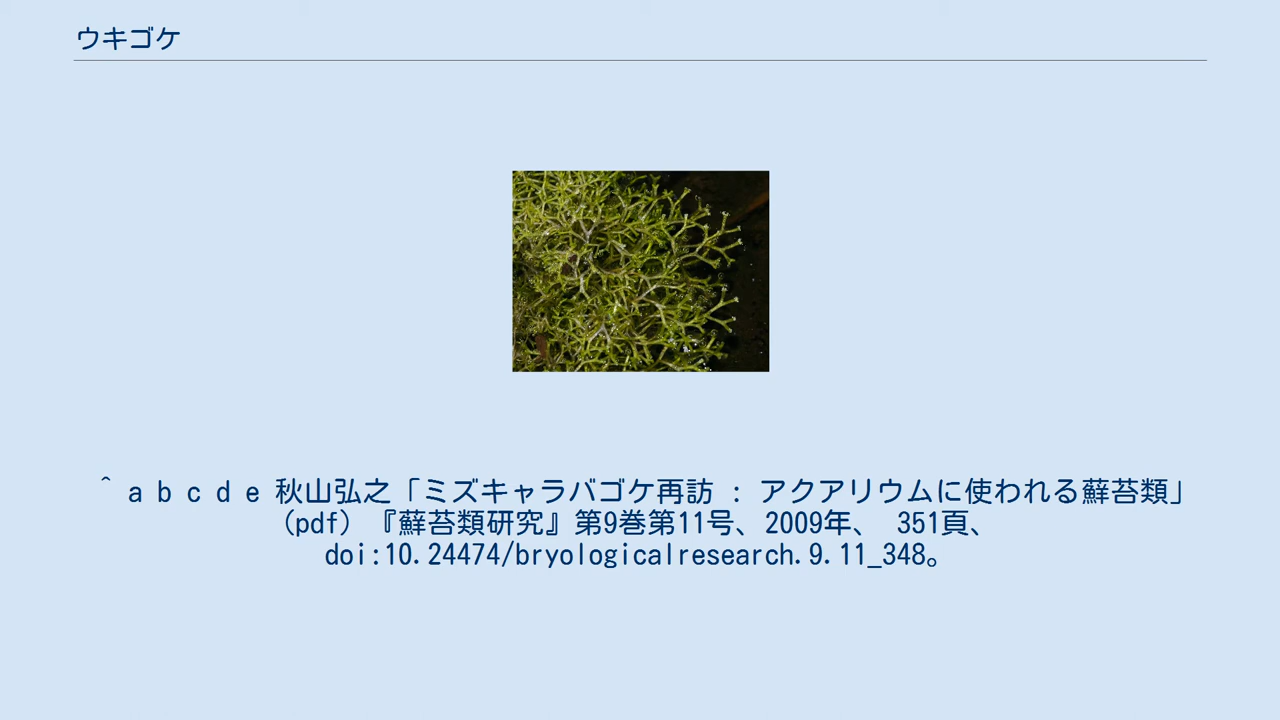 ウキゴケ
^ a b c d e 秋山弘之「ミズキャラバゴケ再訪 : アクアリウムに使われる蘇苔類」
(pdf) 『蘇苔類研究』第9巻第11号、2009年、 351頁、
doi:10.24474/bryologicalresearch.9.11_348。